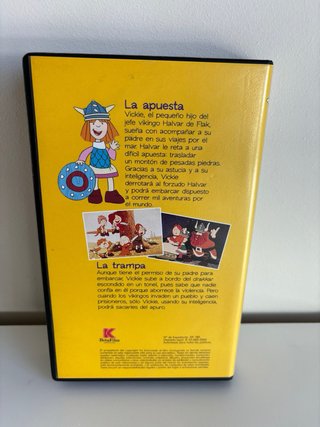 La apuesta
Vickie, el pequeño hijo del
jefe vikingo Halvar de Flak,
sueña con acompañar a su
padre en sus viajes por el
mar. Halvar le reta a una
difícil apuesta: trasladar
un montón de pesadas piedras.
Gracias a su astucia y a su
inteligencia, Vickie
derrotará al forzudo Halvar
y podrá embarcar dispuesto
a correr mil aventuras por
el mundo.
La trampa
Aunque tiene el permiso de su padre para
embarcar, Vickie sube a bordo del drakkar
escondido en un tonel, pues sabe que nadie
confía en él porque aborrece la violencia. Pero
cuando los vikingos invaden un pueblo y caen
prisioneros, sólo Vickie, usando su inteligencia,
podrá sacarles del apuro.
K
BetaFilm